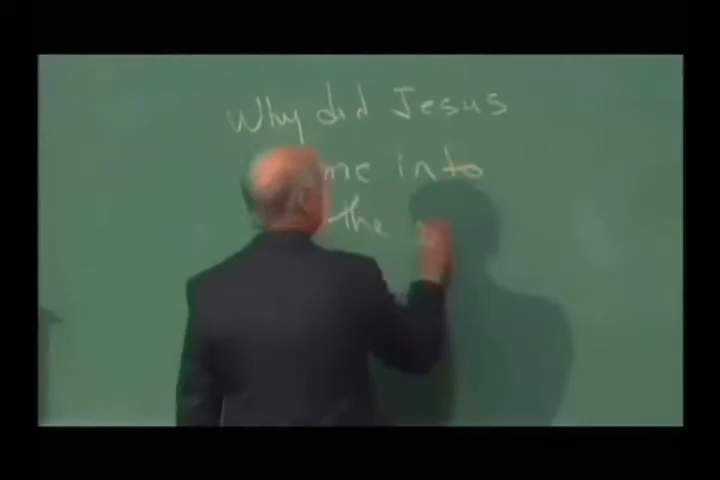 Why did Jesus
me into
the